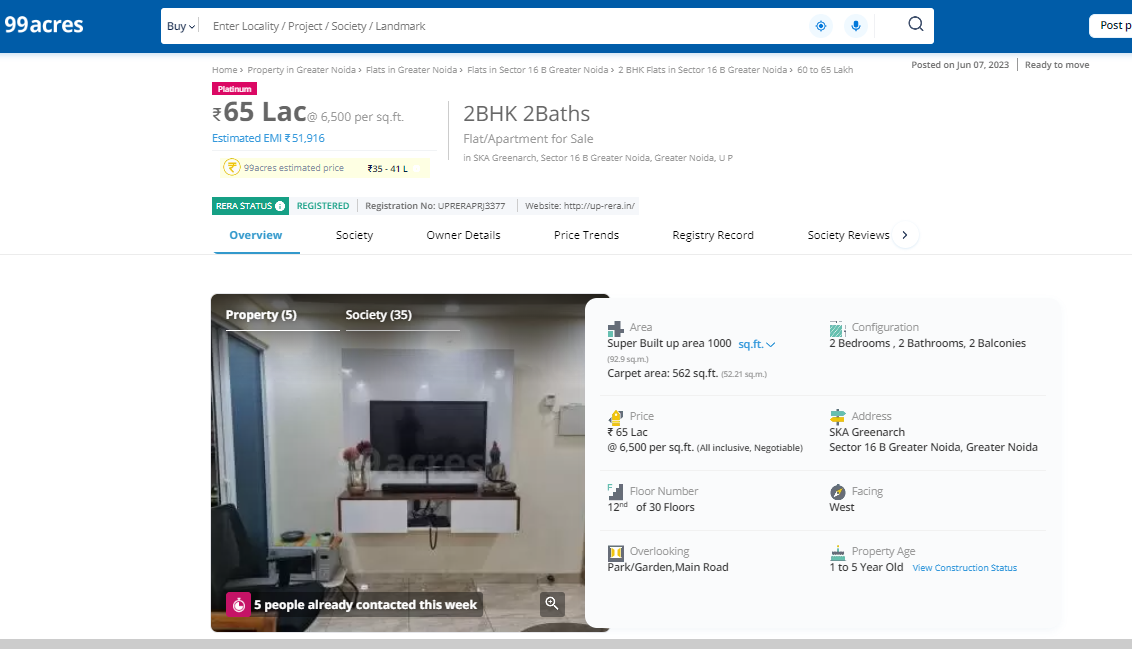 99acres
Buy
Enter Locality / Project / Society / Landmark
Post p
Home > Property in Greater Noida > Flats in Greater Noida > Flats in Sector 16 B Greater Noida > 2 BHK Flats in Sector 16 B Greater Noida > 60 to 65 Lakh
Posted on Jun 07, 2023 | Ready to move
Platinum
₹65 Lac @ 6,500 per sq.ft.
Estimated EMI ₹51,916
99acres estimated price ₹35 - 41 L
2BHK 2Baths
Flat/Apartment for Sale
in SKA Greenarch, Sector 16 B Greater Noida, Greater Noida, U P
RERA STATUS REGISTERED | Registration No: UPRERAPRJ3377 | Website: http://up-rera.in/
Overview Society Owner Details Price Trends Registry Record Society Reviews
Property (5) Society (35)
acres
5 people already contacted this week
Area
Super Built up area 1000 sq.ft.
(92.9 sq.m.)
Carpet area: 562 sq.ft. (52.21 sq.m.)
Configuration
2 Bedrooms , 2 Bathrooms, 2 Balconies
Price
₹ 65 Lac
@ 6,500 per sq.ft. (All inclusive, Negotiable)
Address
SKA Greenarch
Sector 16 B Greater Noida, Greater Noida
Floor Number
12nd of 30 Floors
Facing
West
Overlooking
Park/Garden,Main Road
Property Age
1 to 5 Year Old View Construction Status